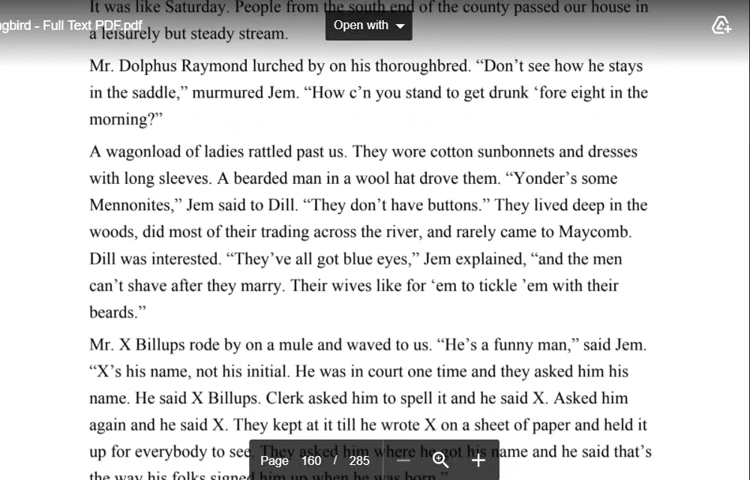 It was like Saturday. People from the south end of the county passed our house in
gbird - Full Text PDF.pdf
Open with
a leisurely but steady stream.
Mr. Dolphus Raymond lurched by on his thoroughbred. “Don’t see how he stays
in the saddle,” murmured Jem. “How c’n you stand to get drunk ‘fore eight in the
morning?”
A wagonload of ladies rattled past us. They wore cotton sunbonnets and dresses
with long sleeves. A bearded man in a wool hat drove them. “Yonder’s some
Mennonites,” Jem said to Dill. “They don’t have buttons.” They lived deep in the
woods, did most of their trading across the river, and rarely came to Maycomb.
Dill was interested. “They’ve all got blue eyes,” Jem explained, “and the men
can’t shave after they marry. Their wives like for ‘em to tickle ’em with their
beards.”
Mr. X Billups rode by on a mule and waved to us. “He’s a funny man,” said Jem.
“X’s his name, not his initial. He was in court one time and they asked him his
name. He said X Billups. Clerk asked him to spell it and he said X. Asked him
again and he said X. They kept at it till he wrote X on a sheet of paper and held it
up for everybody to see. They asked him where he got his name and he said that’s
Page 160 / 285
the way his folks signed him up when he was born.”